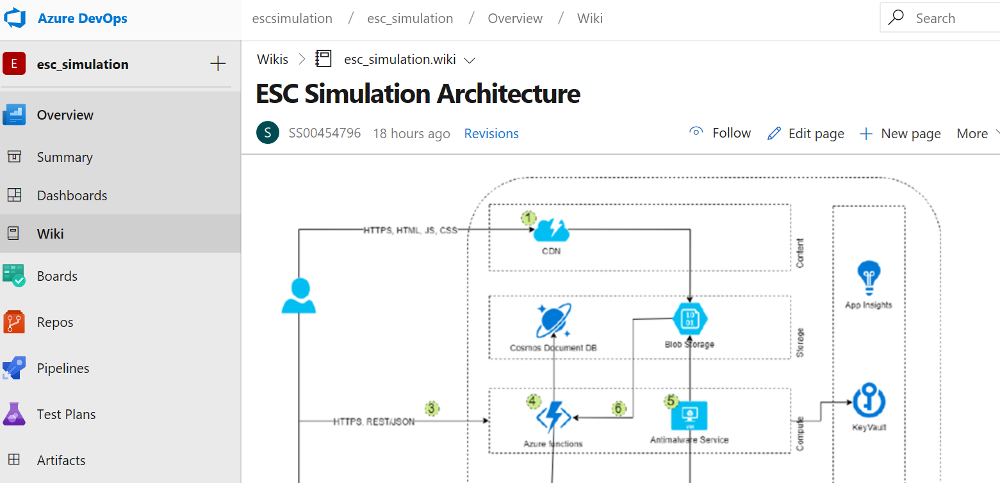 Azure DevOps
escsimulation / esc_simulation / Overview / Wiki
Search
E esc_simulation +
Overview
Summary
Dashboards
Wiki
Boards
Repos
Pipelines
Test Plans
Artifacts
Wikis > esc_simulation.wiki
ESC Simulation Architecture
S SS00454796 18 hours ago Revisions
Follow Edit page + New page More
HTTPS, HTML, JS, CSS
1
CDN
Content
App Insights
10
01
Cosmos Document DB
Blob Storage
Storage
3
HTTPS. REST/JSON
4
6
5
VM
Azure functions
Antimalware Service
Compute
KeyVault